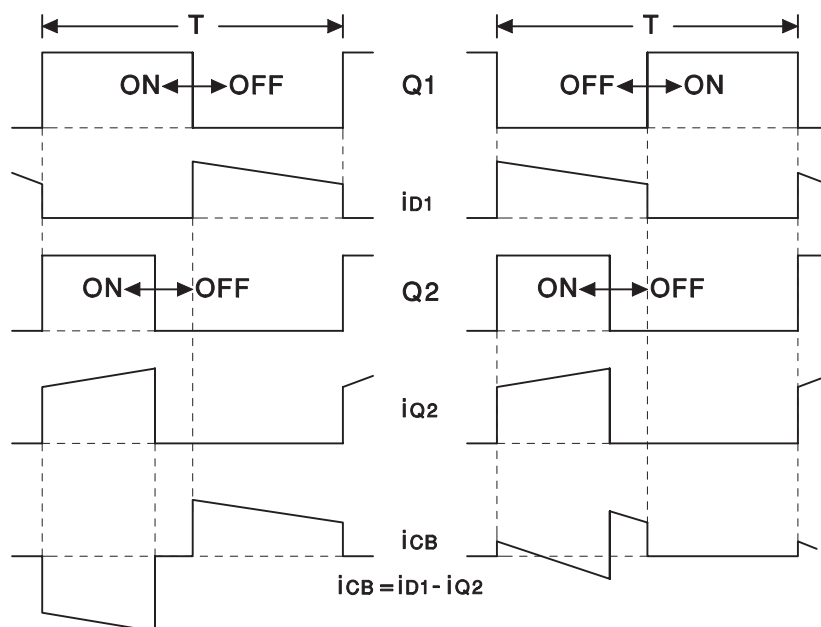 T T
ON OFF Q1 OFF ON
iD1
ON OFF Q2 ON OFF
iQ2
iCB
iCB = iD1 - iQ2